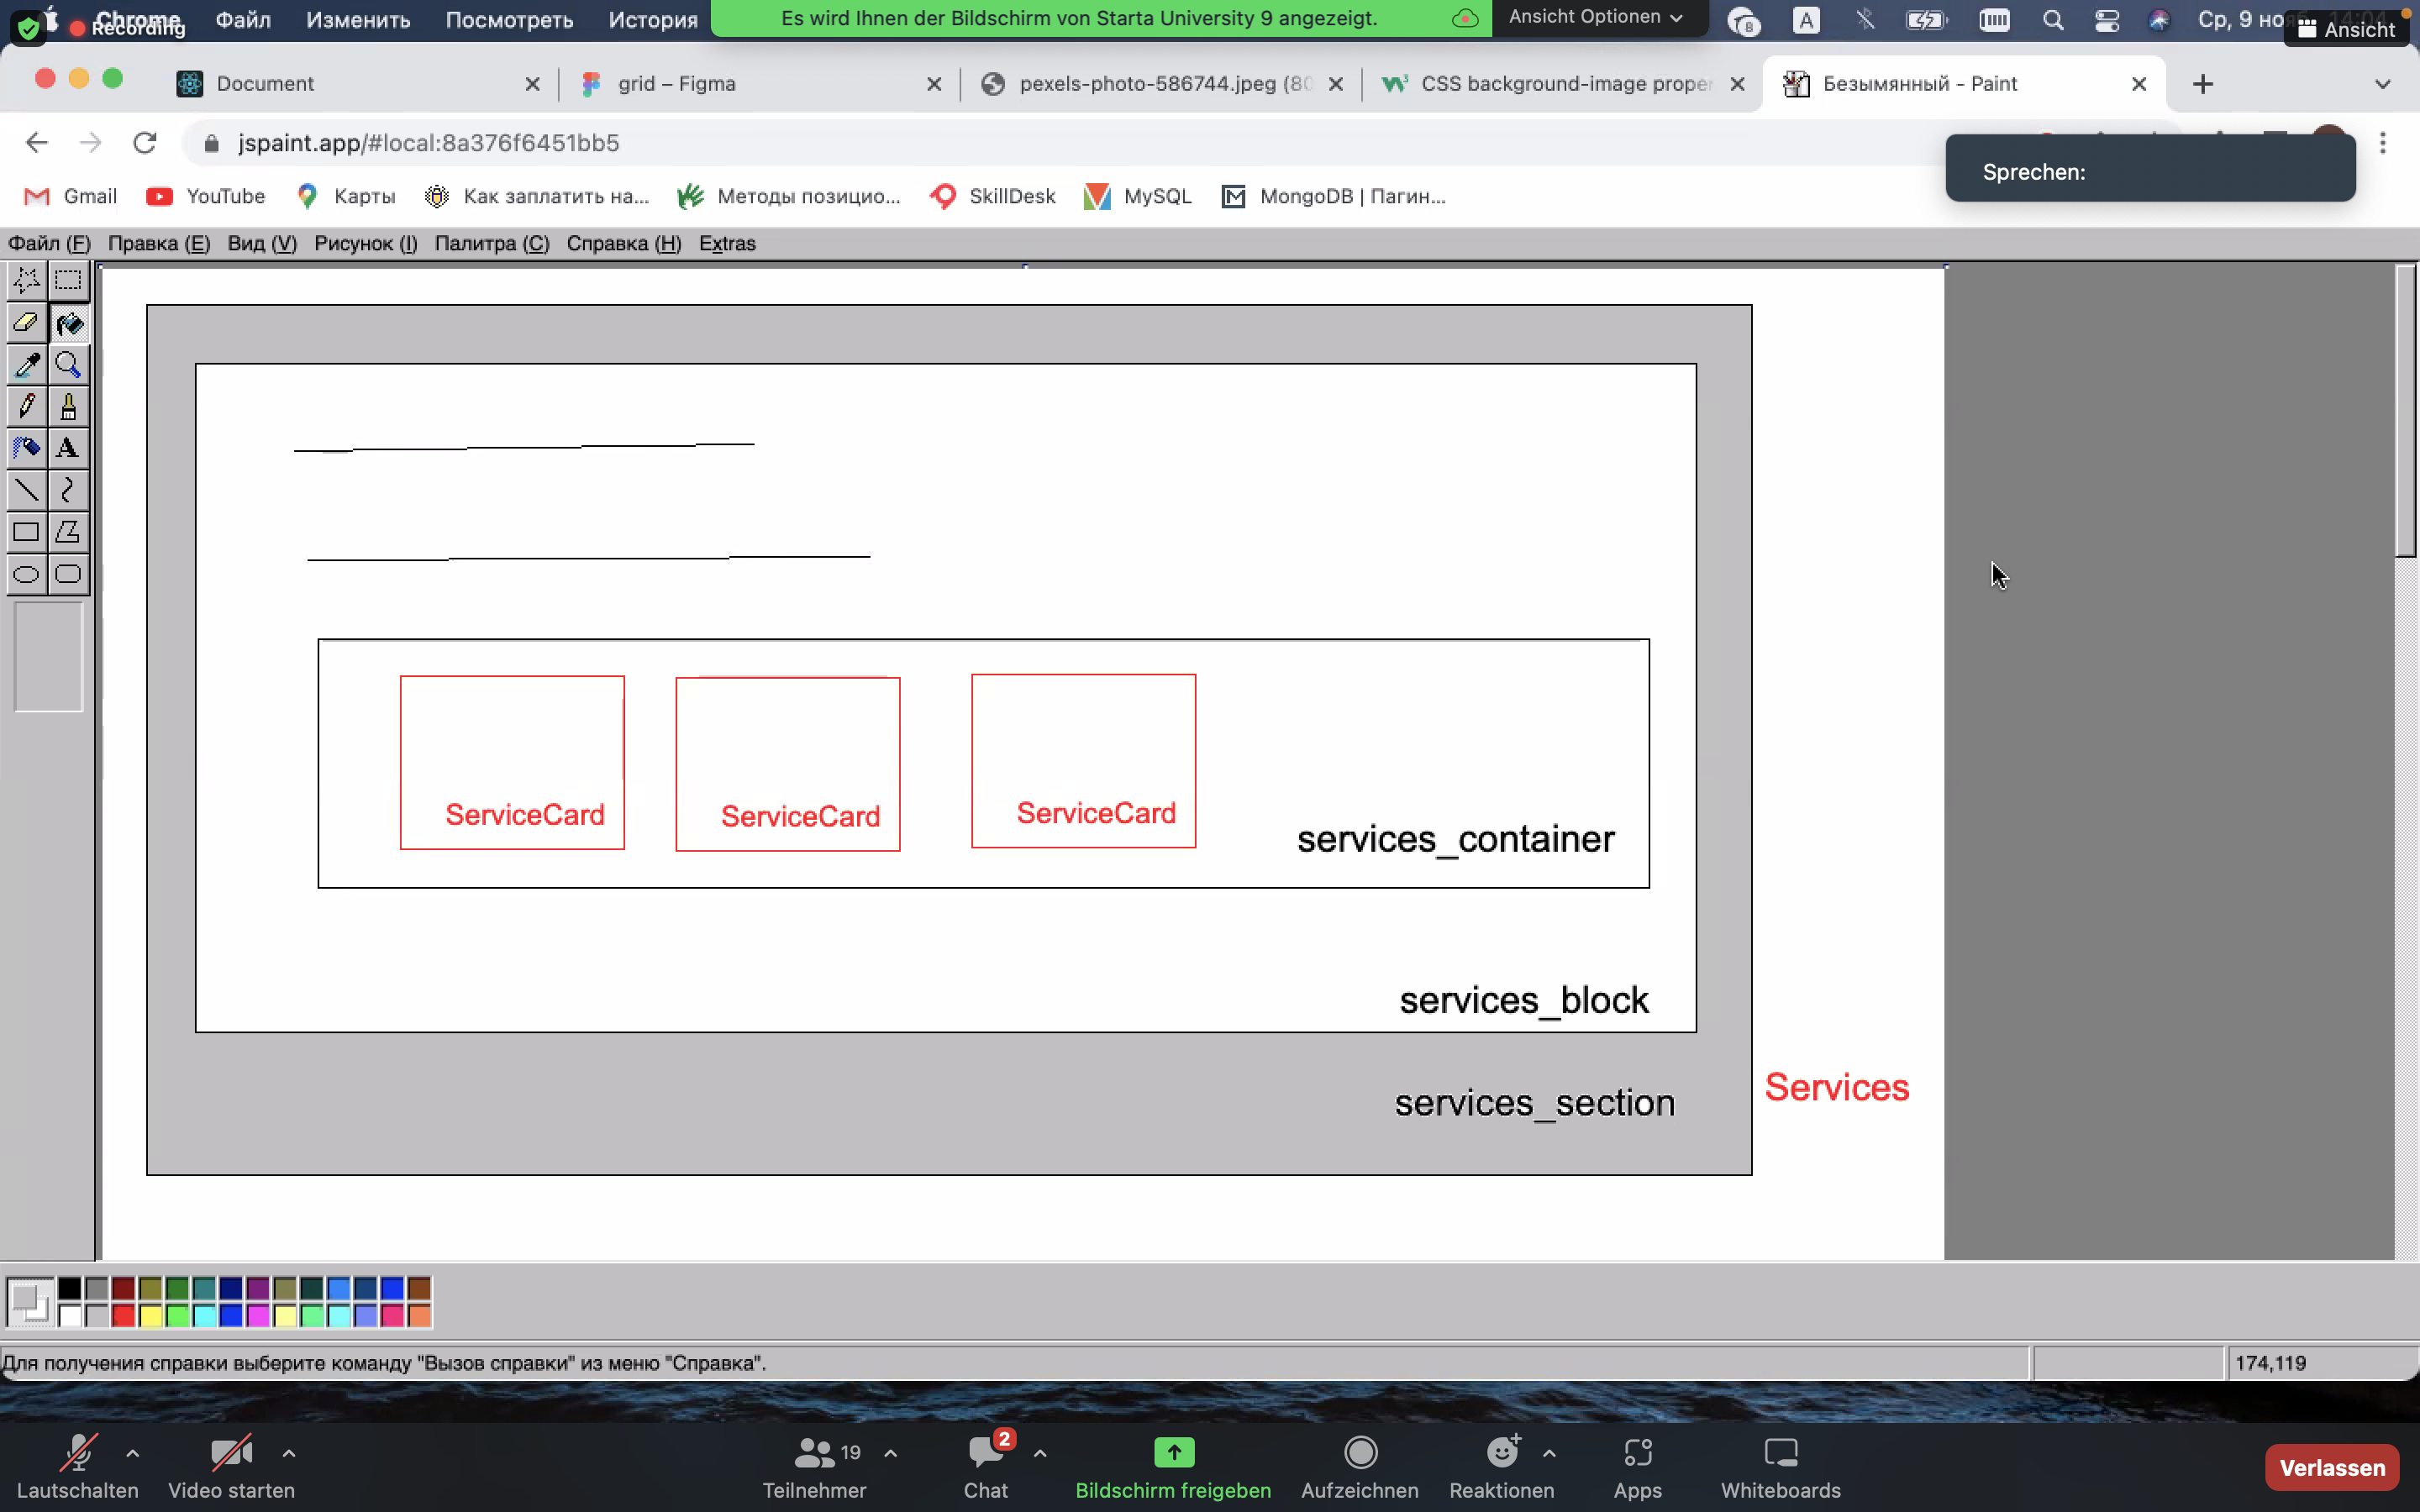 Chrome Файл Изменить Посмотреть История
Recording
Es wird Ihnen der Bildschirm von Starta University 9 angezeigt.
Ansicht Optionen
8
A
Ср, 9 но
Ansicht
Document
grid – Figma
pexels-photo-586744.jpeg (80
CSS background-image proper
Безымянный - Paint
jspaint.app/#local:8a376f6451bb5
Sprechen:
Gmail
YouTube
Карты
Как заплатить на...
Методы позицио...
SkillDesk
MySQL
MongoDB | Пагин...
Файл (F) Правка (E) Вид (V) Рисунок (I) Палитра (C) Справка (H) Extras
ServiceCard
ServiceCard
ServiceCard
services_container
services_block
services_section
Services
Для получения справки выберите команду "Вызов справки" из меню "Справка".
174,119
Lautschalten
Video starten
19
Teilnehmer
2
Chat
Bildschirm freigeben
Aufzeichnen
Reaktionen
Apps
Whiteboards
Verlassen